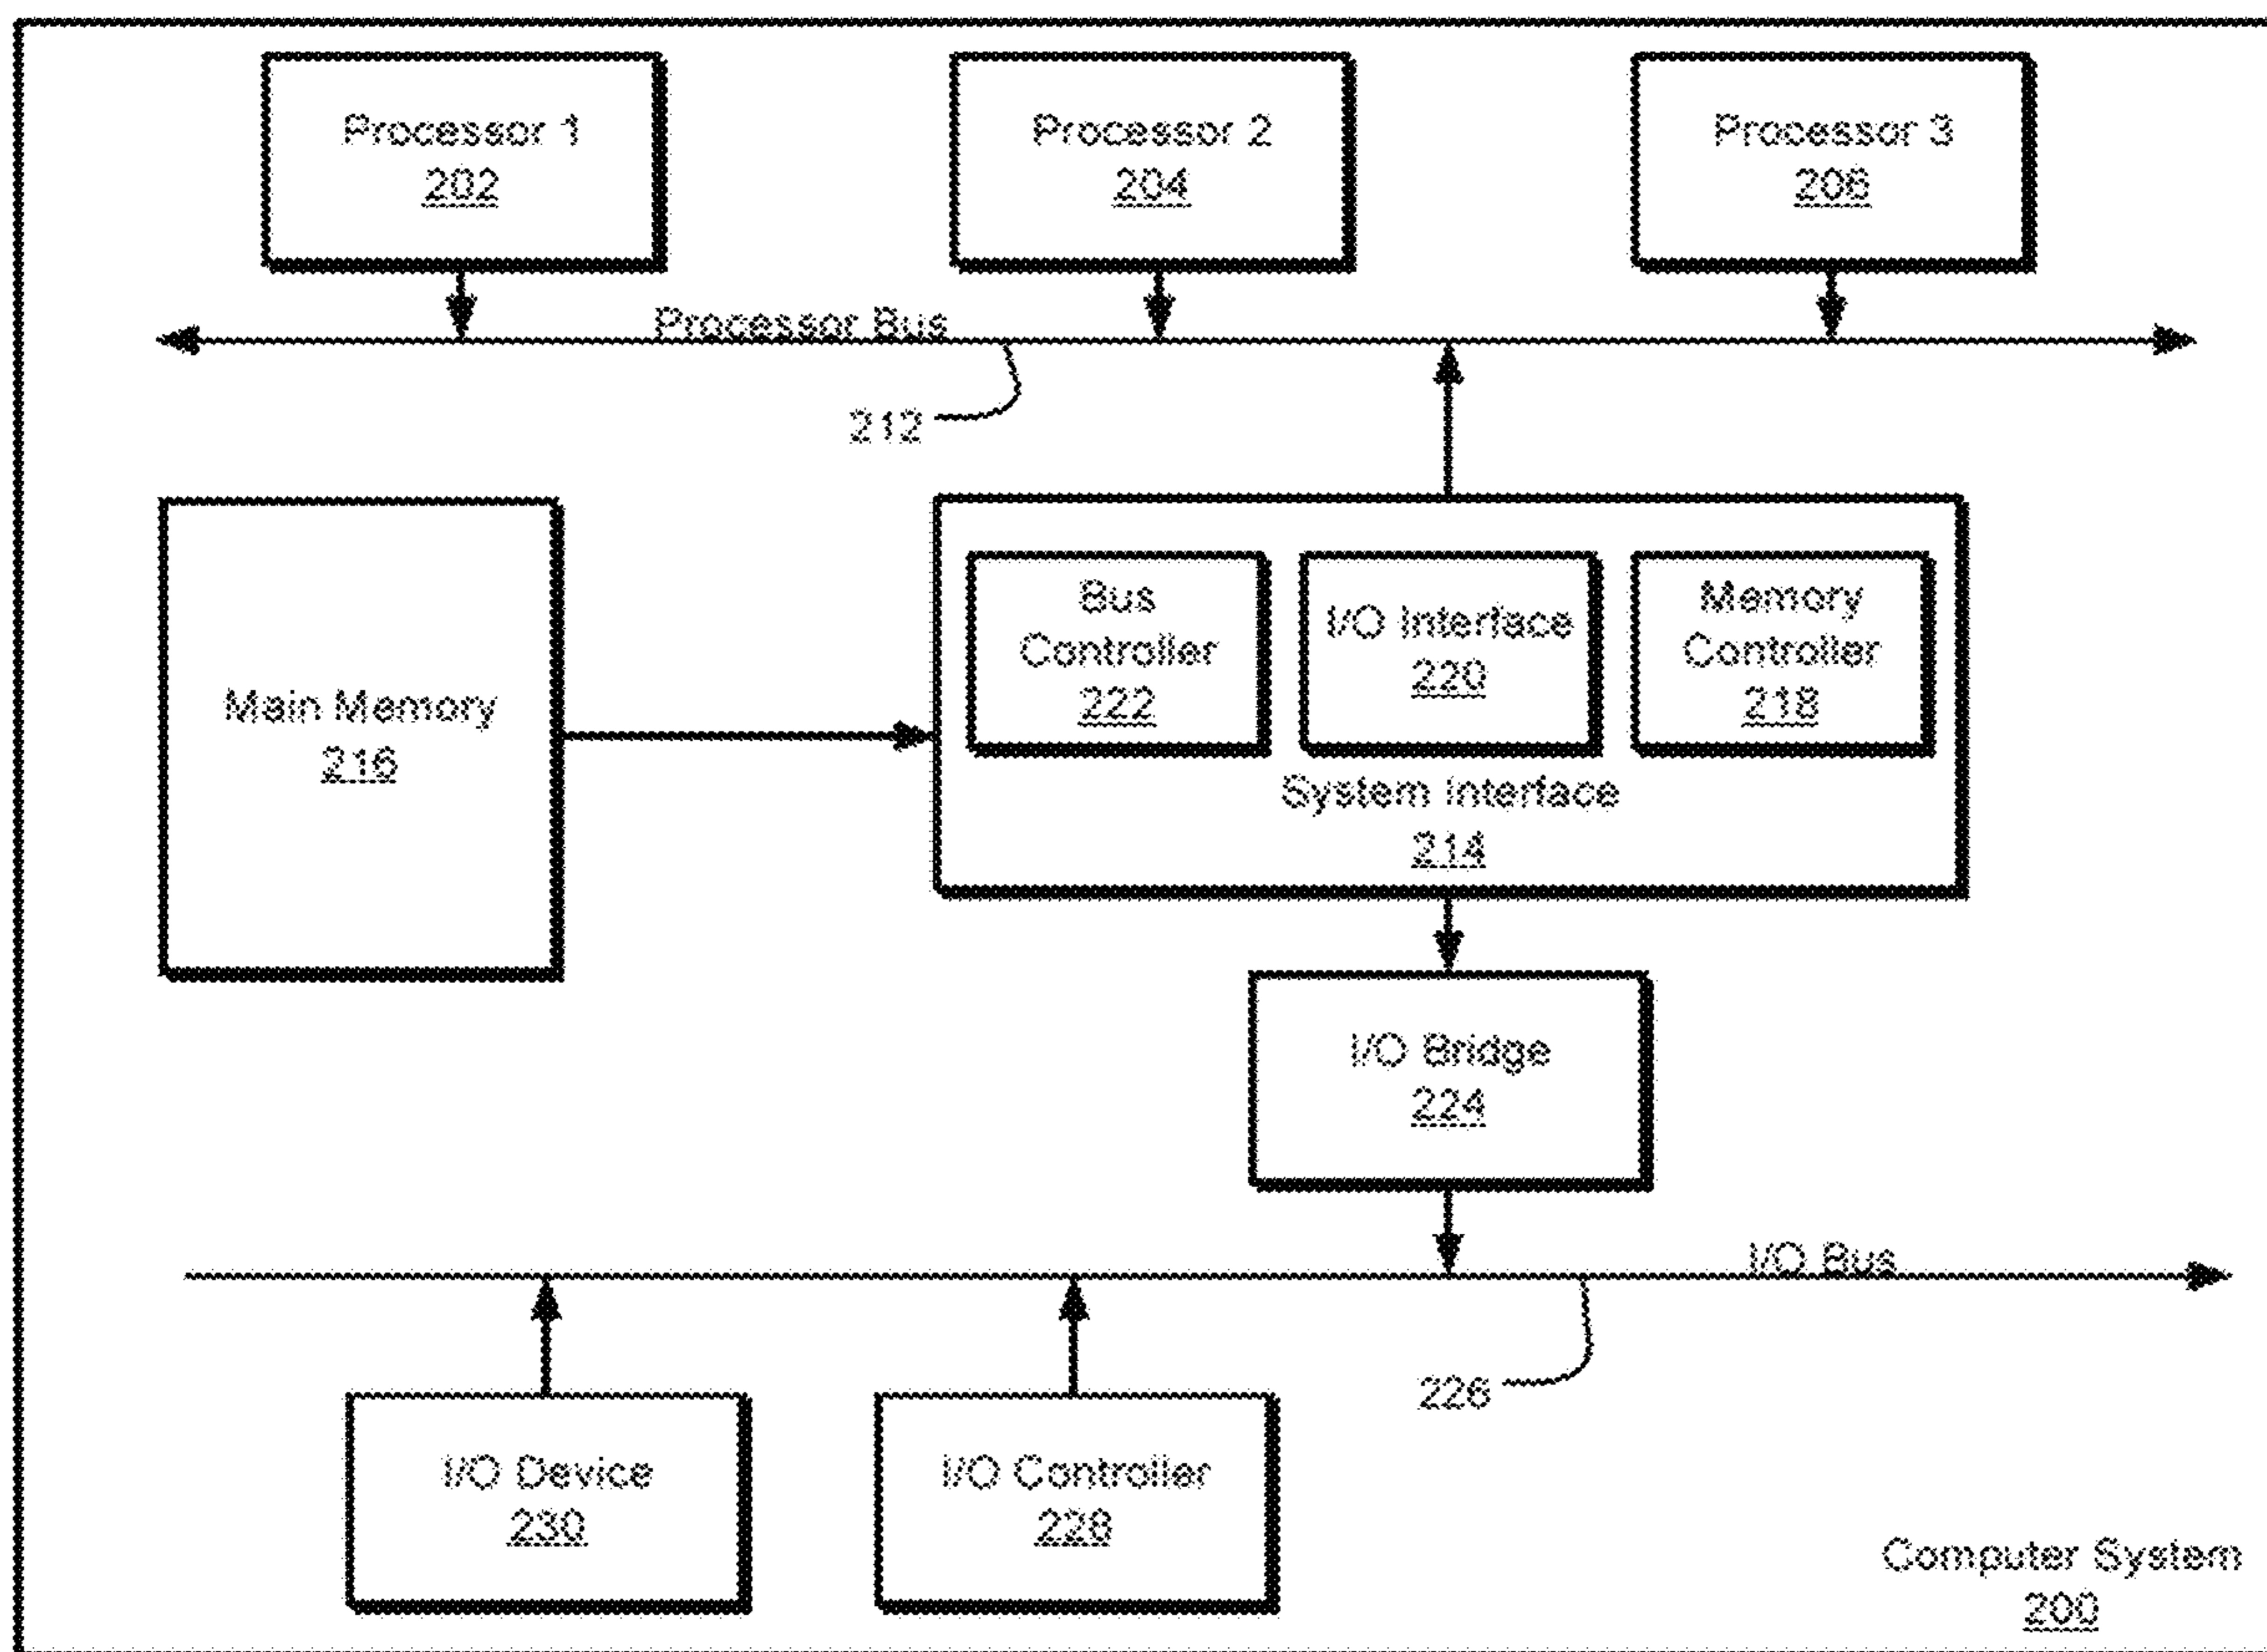 Processor 1
202
Processor 2
204
Processor 3
206
Processor Bus
212
Main Memory
216
Bus
Controller
222
I/O Interface
220
Memory
Controller
218
System Interface
214
I/O Bridge
224
I/O Bus
226
I/O Device
230
I/O Controller
228
Computer System
200